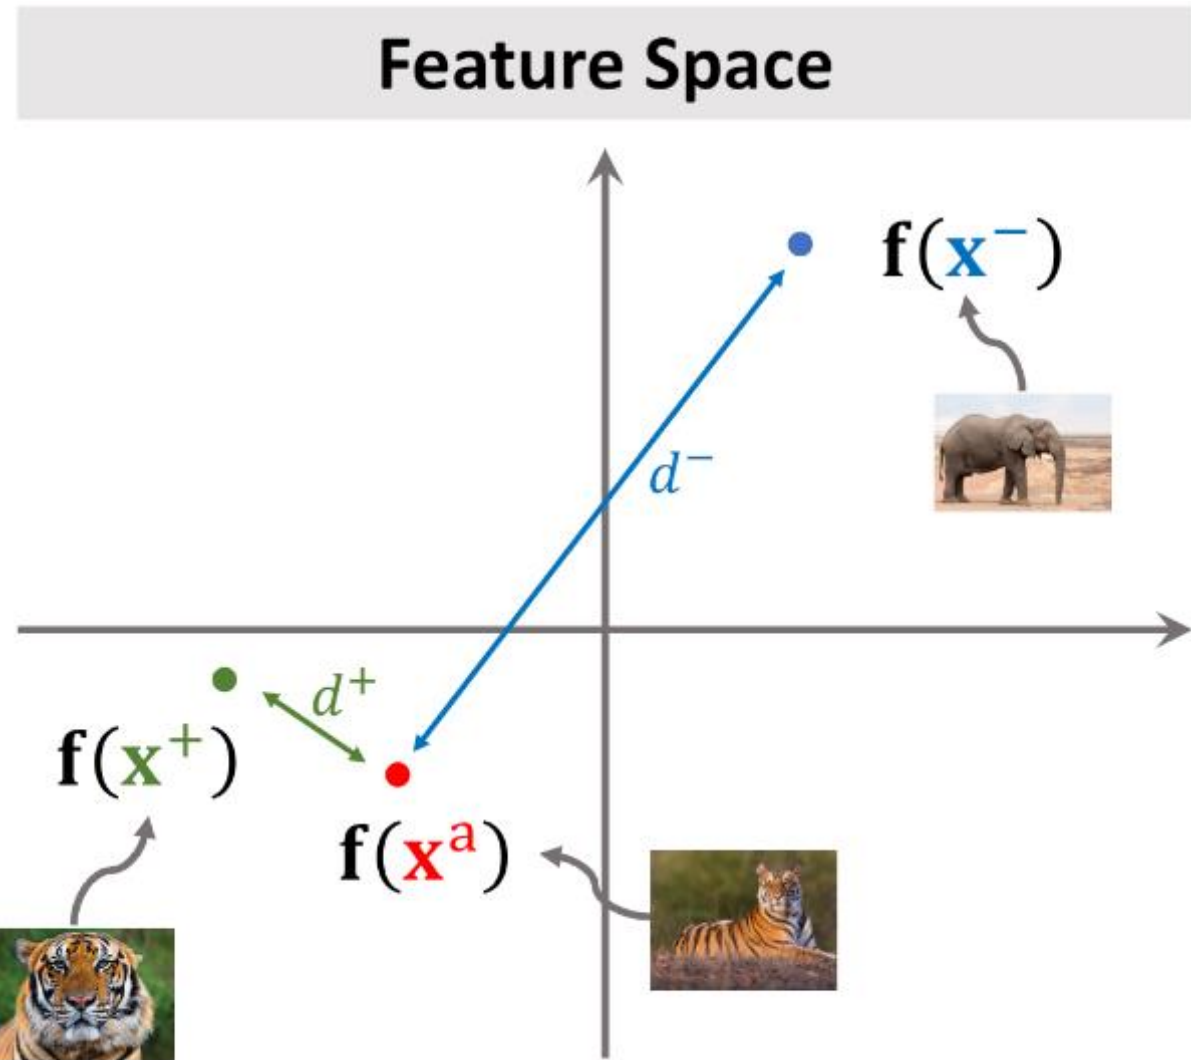 Feature Space
f(x⁻)
d⁻
d⁺
f(x⁺)
f(xᵃ)